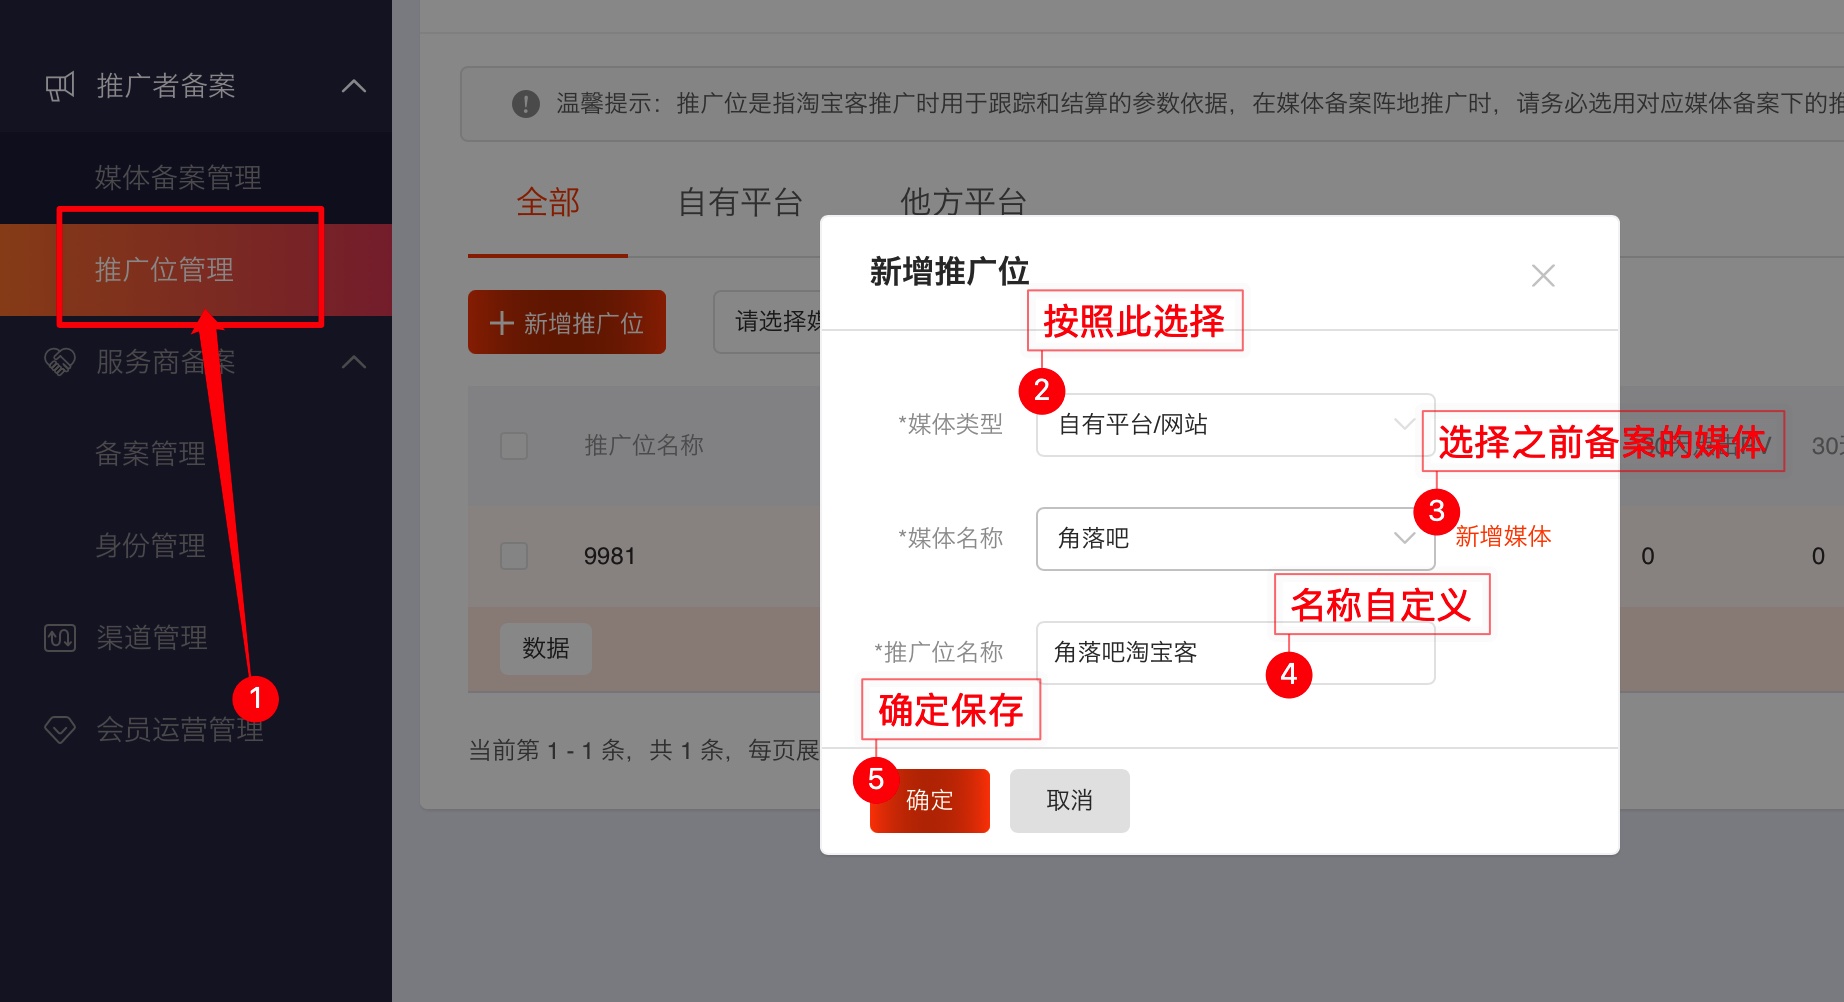 推广者备案
媒体备案管理
推广位管理
服务商备案
备案管理
身份管理
渠道管理
会员运营管理
1
温馨提示：推广位是指淘宝客推广时用于跟踪和结算的参数依据，在媒体备案阵地推广时，请务必选用对应媒体备案下的推
全部
自有平台
他方平台
新增推广位
请选择媒
推广位名称
30
9981
0
0
数据
当前第 1 - 1 条，共 1 条，每页展
新增推广位
按照此选择
2
*媒体类型
自有平台/网站
选择之前备案的媒体
3
*媒体名称
角落吧
新增媒体
名称自定义
*推广位名称
角落吧淘宝客
4
确定保存
5
确定
取消